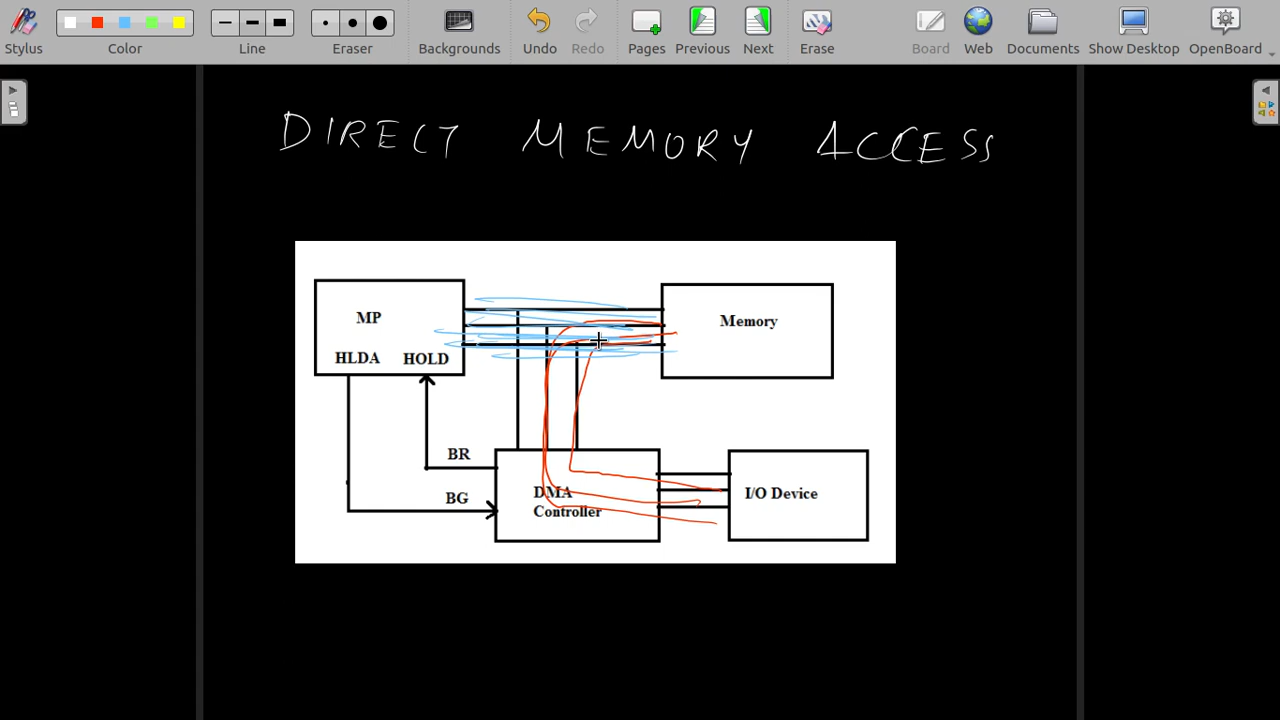 Stylus Color Line Eraser Backgrounds Undo Redo Pages Previous Next Erase Board Web Documents Show Desktop OpenBoard
DIRECT MEMORY ACCESS
MP
Memory
HLDA HOLD
BR
BG
DMA
Controller
I/O Device